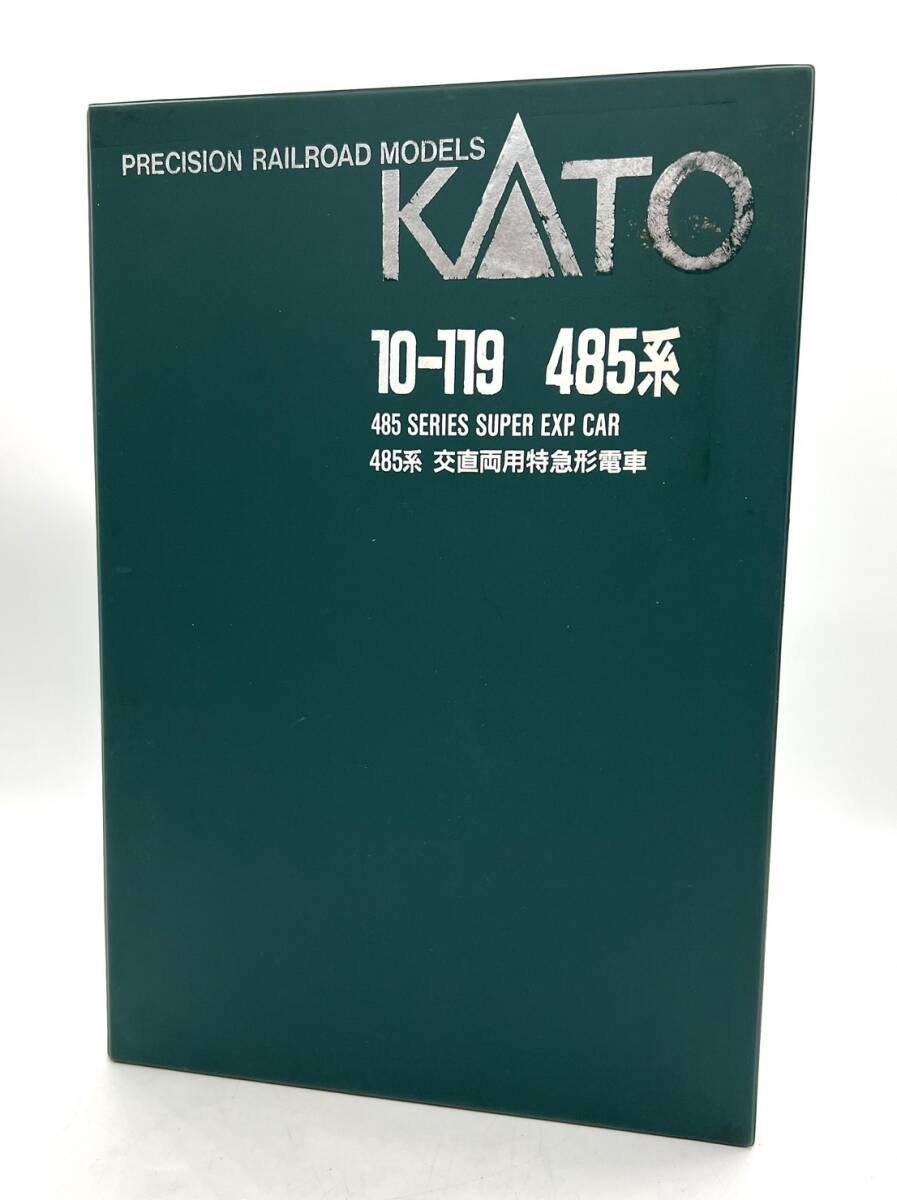 PRECISION RAILROAD MODELS
KATO
10-119 485系
485 SERIES SUPER EXP. CAR
485系 交直両用特急形電車